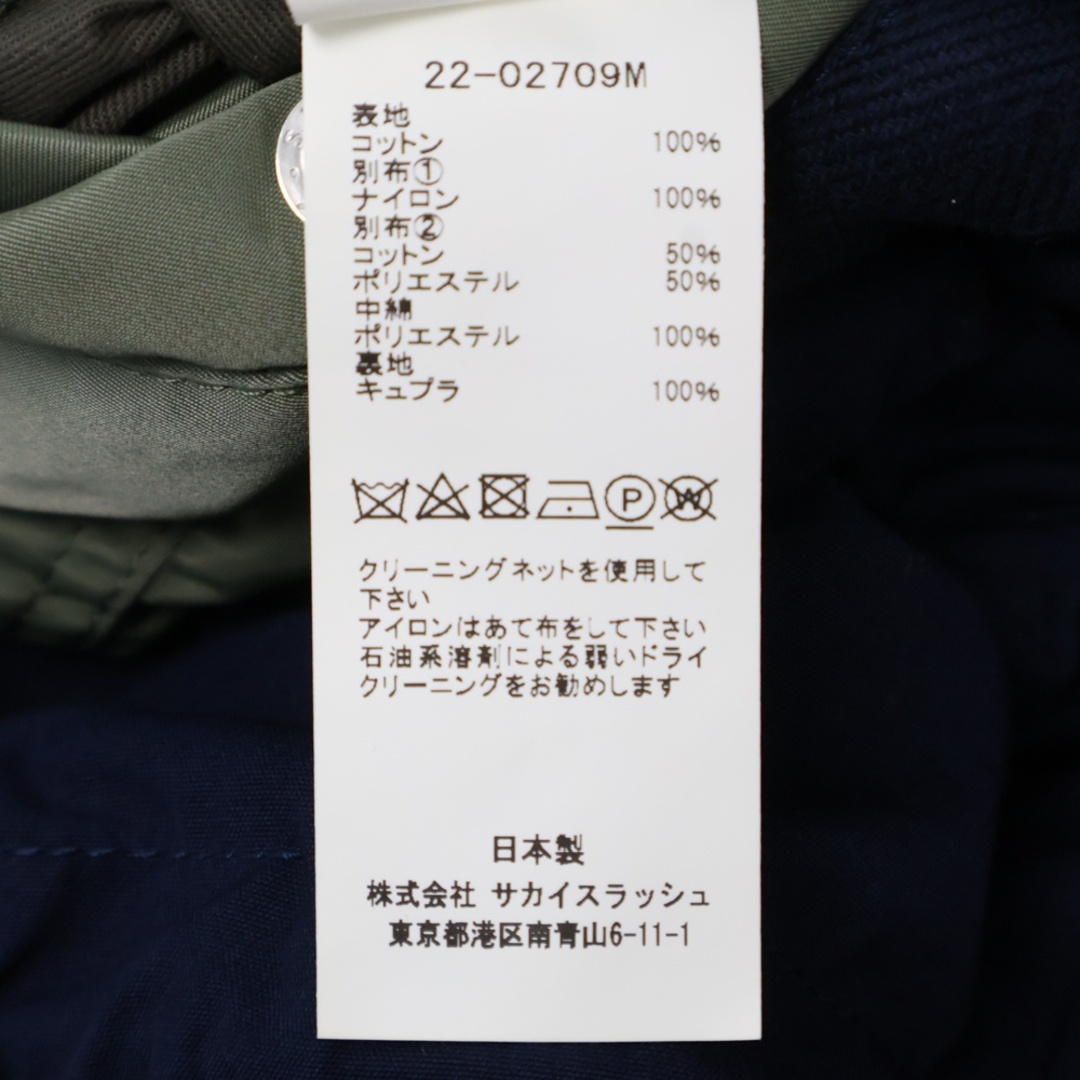 22-02709M
表地
コットン 100%
別布①
ナイロン 100%
別布②
コットン 50%
ポリエステル 50%
中綿
ポリエステル 100%
裏地
キュプラ 100%
P W
クリーニングネットを使用して
下さい
アイロンはあて布をして下さい
石油系溶剤による弱いドライ
クリーニングをお勧めします
日本製
株式会社 サカイスラッシュ
東京都港区南青山6-11-1